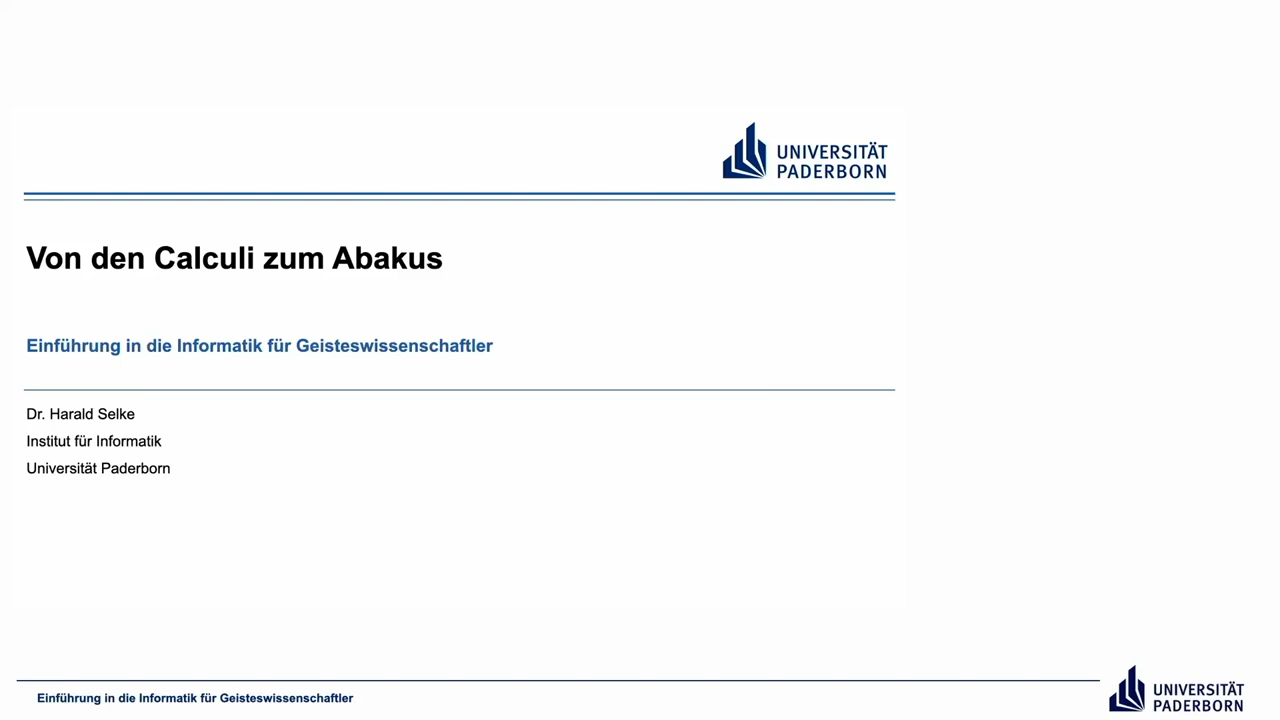 UNIVERSITÄT
PADERBORN
Von den Calculi zum Abakus
Einführung in die Informatik für Geisteswissenschaftler
Dr. Harald Selke
Institut für Informatik
Universität Paderborn
Einführung in die Informatik für Geisteswissenschaftler
UNIVERSITÄT
PADERBORN